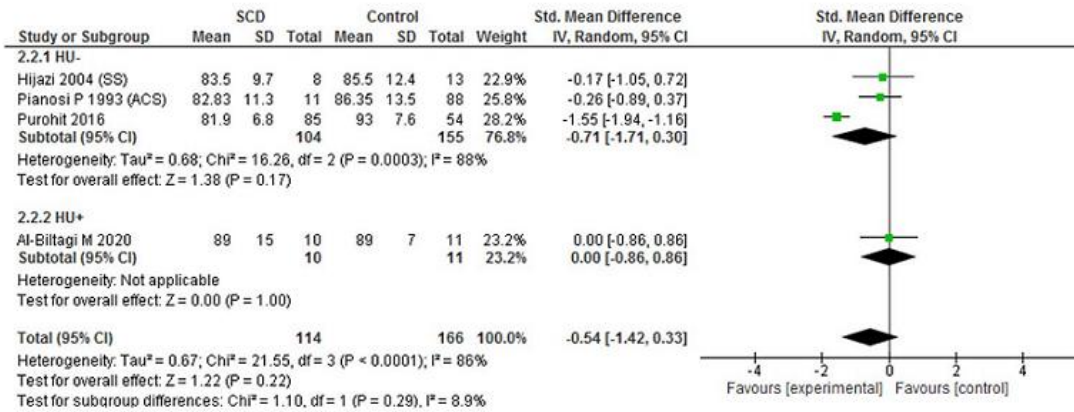 SCD Control Std. Mean Difference Std. Mean Difference
Study or Subgroup Mean SD Total Mean SD Total Weight IV, Random, 95% CI IV, Random, 95% CI
2.2.1 HU-
Hijazi 2004 (SS) 83.5 9.7 8 85.5 12.4 13 22.9% -0.17 [-1.05, 0.72]
Pianosi P 1993 (ACS) 82.83 11.3 11 86.35 13.5 88 25.8% -0.26 [-0.89, 0.37]
Purohit 2016 81.9 6.8 85 93 7.6 54 28.2% -1.55 [-1.94, -1.16]
Subtotal (95% CI) 104 155 76.8% -0.71 [-1.71, 0.30]
Heterogeneity: Tau² = 0.68; Chi² = 16.26, df = 2 (P = 0.0003); I² = 88%
Test for overall effect: Z = 1.38 (P = 0.17)
2.2.2 HU+
Al-Biltagi M 2020 89 15 10 89 7 11 23.2% 0.00 [-0.86, 0.86]
Subtotal (95% CI) 10 11 23.2% 0.00 [-0.86, 0.86]
Heterogeneity: Not applicable
Test for overall effect: Z = 0.00 (P = 1.00)
Total (95% CI) 114 166 100.0% -0.54 [-1.42, 0.33]
Heterogeneity: Tau² = 0.67; Chi² = 21.55, df = 3 (P < 0.0001); I² = 86%
Test for overall effect: Z = 1.22 (P = 0.22)
Test for subgroup differences: Chi² = 1.10, df = 1 (P = 0.29), I² = 8.9%
-4 -2 0 2 4
Favours [experimental] Favours [control]